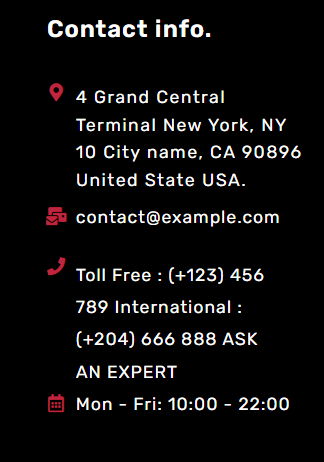 Contact info.
4 Grand Central
Terminal New York, NY
10 City name, CA 90896
United State USA.
contact@example.com
Toll Free : (+123) 456
789 International :
(+204) 666 888 ASK
AN EXPERT
Mon - Fri: 10:00 - 22:00